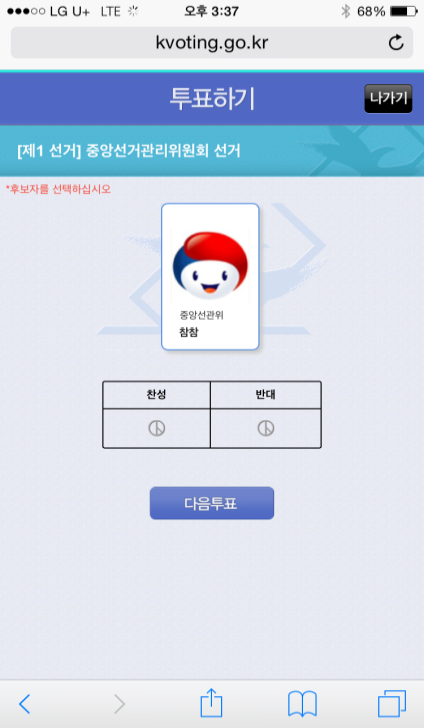 LG U+ LTE 오후 3:37 68%
kvoting.go.kr
투표하기
나가기
[제1 선거] 중앙선거관리위원회 선거
*후보자를 선택하십시오
중앙선관위
참참
찬성 반대
다음투표